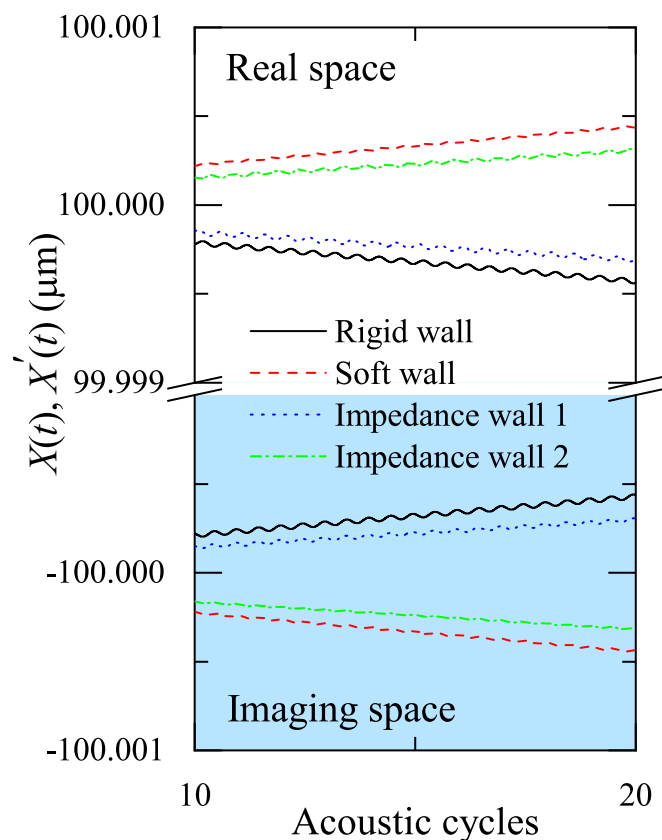 100.001
Real space
100.000
X(t), X′(t) (μm)
Rigid wall
Soft wall
99.999
Impedance wall 1
Impedance wall 2
-100.000
Imaging space
-100.001
10
20
Acoustic cycles